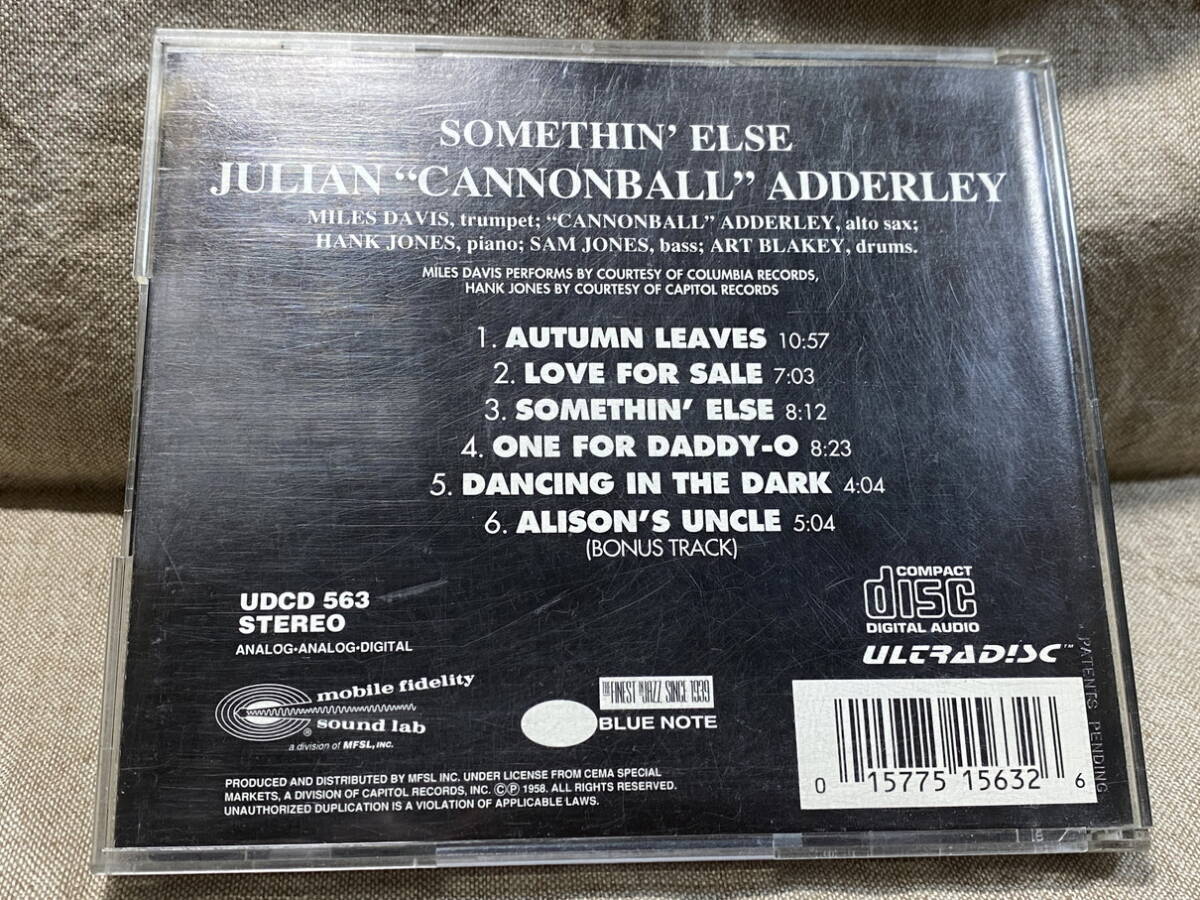 SOMETHIN' ELSE
JULIAN “CANNONBALL” ADDERLEY
MILES DAVIS, trumpet; “CANNONBALL” ADDERLEY, alto sax;
HANK JONES, piano; SAM JONES, bass; ART BLAKEY, drums.
MILES DAVIS PERFORMS BY COURTESY OF COLUMBIA RECORDS,
HANK JONES BY COURTESY OF CAPITOL RECORDS
1. AUTUMN LEAVES 10:57
2. LOVE FOR SALE 7:03
3. SOMETHIN' ELSE 8:12
4. ONE FOR DADDY-O 8:23
5. DANCING IN THE DARK 4:04
6. ALISON'S UNCLE 5:04
(BONUS TRACK)
UDCD 563
STEREO
ANALOG•ANALOG•DIGITAL
COMPACT
disc
DIGITAL AUDIO
ULTRADISC™
mobile fidelity
sound lab
®
a division of MFSL, INC.
THE FINEST IN JAZZ SINCE 1939
BLUE NOTE
PRODUCED AND DISTRIBUTED BY MFSL INC. UNDER LICENSE FROM CEMA SPECIAL
MARKETS, A DIVISION OF CAPITOL RECORDS, INC. ©℗ 1958. ALL RIGHTS RESERVED.
UNAUTHORIZED DUPLICATION IS A VIOLATION OF APPLICABLE LAWS.
0 15775 15632 6
PATENTS PENDING